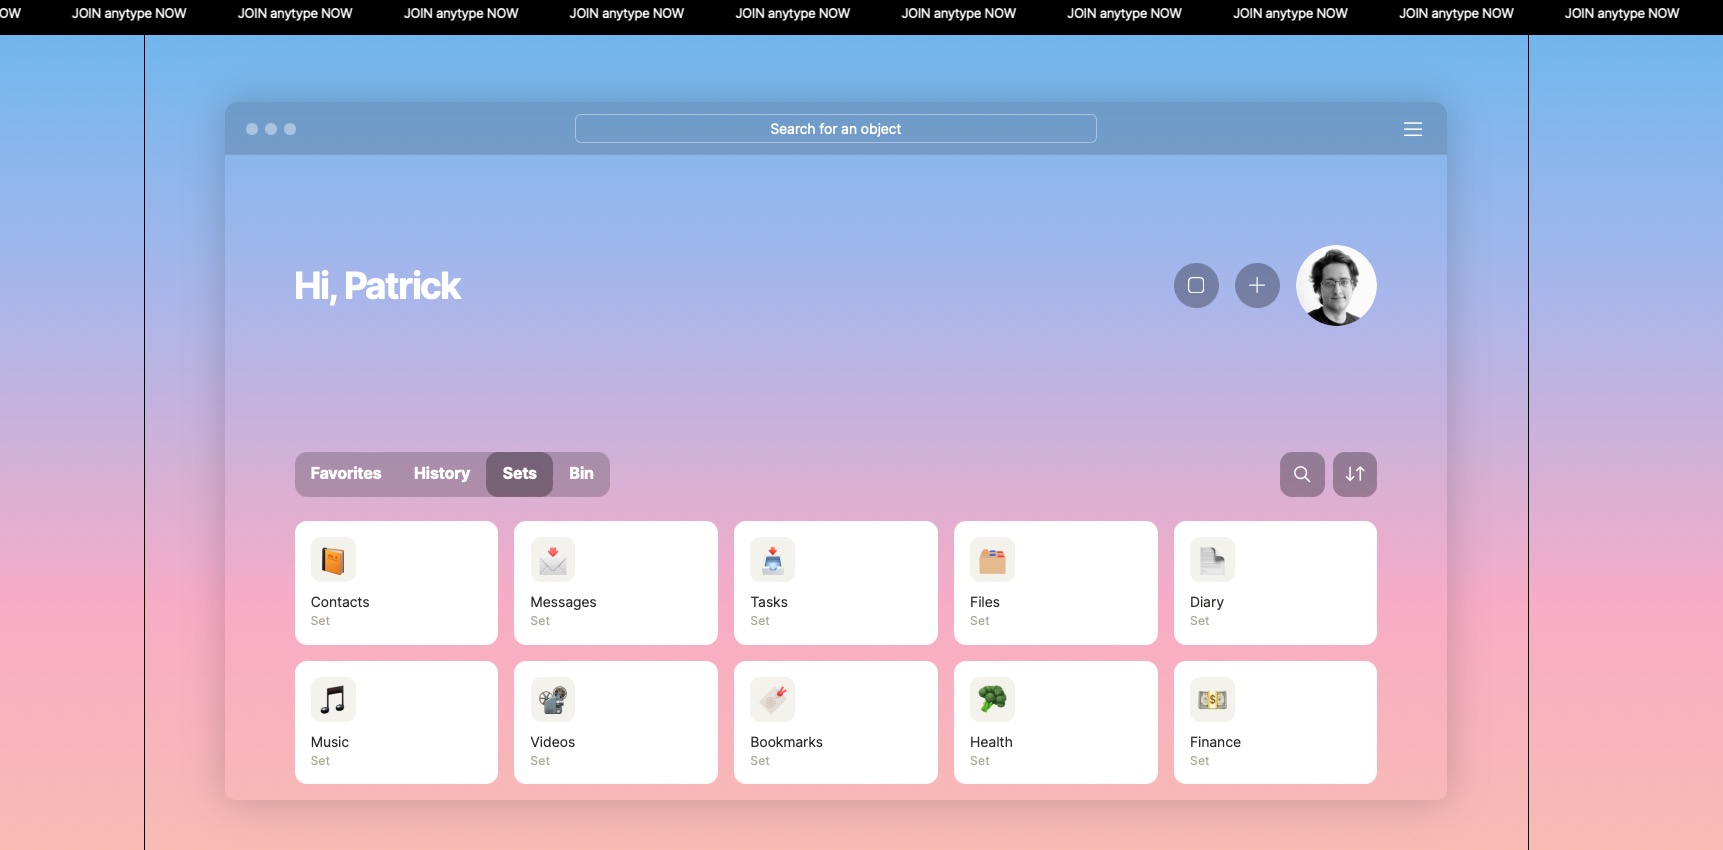 OW JOIN anytype NOW JOIN anytype NOW JOIN anytype NOW JOIN anytype NOW JOIN anytype NOW JOIN anytype NOW JOIN anytype NOW JOIN anytype NOW JOIN anytype NOW JOIN anytype NOW
Search for an object
Hi, Patrick
Favorites History Sets Bin
Contacts
Set
Messages
Set
Tasks
Set
Files
Set
Diary
Set
Music
Set
Videos
Set
Bookmarks
Set
Health
Set
Finance
Set